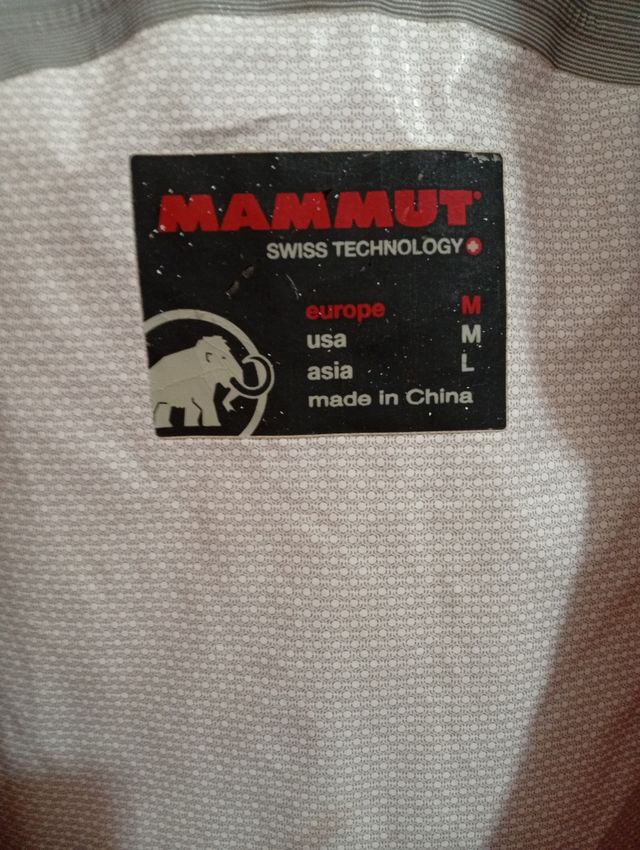 MAMMUT®
SWISS TECHNOLOGY
europe M
usa M
asia L
made in China